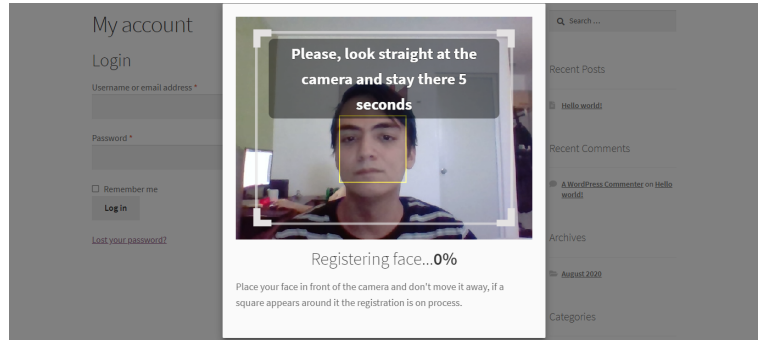 My account
Login
Username or email address *
Password *
Remember me
Log in
Lost your password?
Please, look straight at the
camera and stay there 5
seconds
Registering face...0%
Place your face in front of the camera and don't move it away, if a
square appears around it the registration is on process.
Search …
Recent Posts
Hello world!
Recent Comments
A WordPress Commenter on Hello
world!
Archives
August 2020
Categories